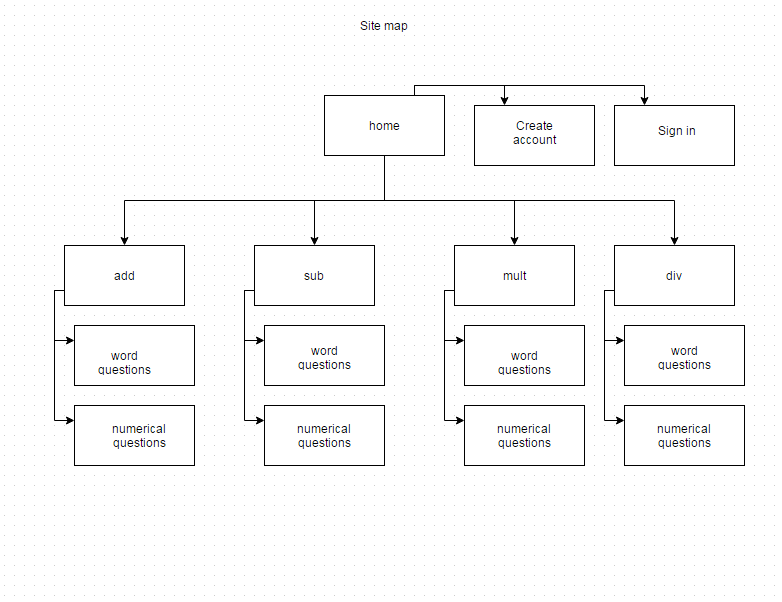 Site map
home
Create
account
Sign in
add
sub
mult
div
word
questions
word
questions
word
questions
word
questions
numerical
questions
numerical
questions
numerical
questions
numerical
questions